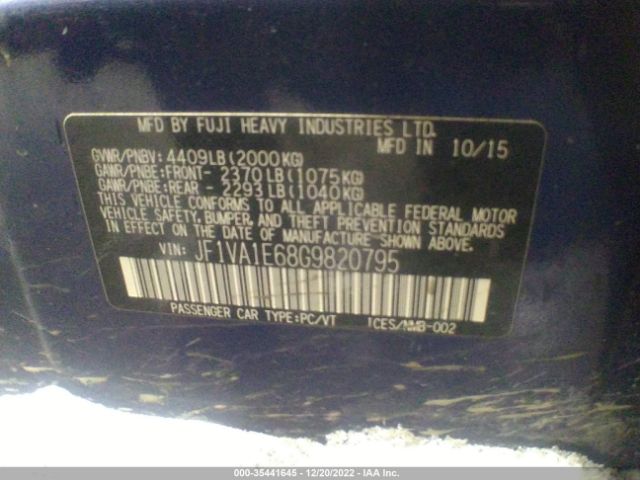 MFD BY FUJI HEAVY INDUSTRIES LTD.
MFD IN 10/15
GVWR/PNBV: 4409LB(2000KG)
GAWR/PNBE:FRONT- 2370LB(1075KG)
GAWR/PNBE:REAR - 2293LB(1040KG)
THIS VEHICLE CONFORMS TO ALL APPLICABLE FEDERAL MOTOR
VEHICLE SAFETY, BUMPER, AND THEFT PREVENTION STANDARDS
IN EFFECT ON THE DATE OF MANUFACTURE SHOWN ABOVE.
VIN: JF1VA1E68G9820795
PASSENGER CAR TYPE:PC/VT ICES/NMB-002
000-35441645 - 12/20/2022 - IAA Inc.